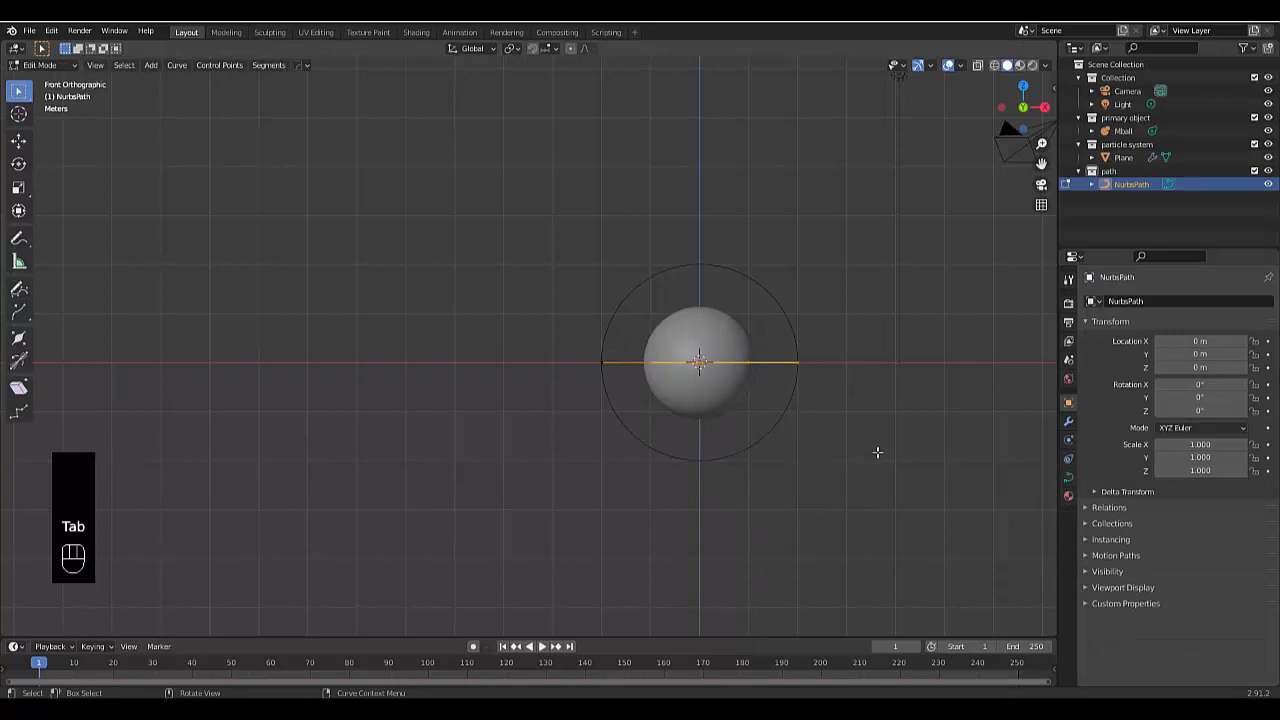 File Edit Render Window Help Layout Modeling Sculpting UV Editing Texture Paint Shading Animation Rendering Compositing Scripting + Scene View Layer
Global
Edit Mode View Select Add Curve Control Points Segments
Front Orthographic
(1) NurbsPath
Meters
X
Y
Z
Scene Collection
Collection
Camera
Light
primary object
Mball
particle system
Plane
path
NurbsPath
NurbsPath
NurbsPath
Transform
Location X 0 m
Y 0 m
Z 0 m
Rotation X 0°
Y 0°
Z 0°
Mode XYZ Euler
Scale X 1.000
Y 1.000
Z 1.000
Delta Transform
Relations
Collections
Instancing
Motion Paths
Visibility
Viewport Display
Custom Properties
Tab
Playback Keying View Marker 1 Start 1 End 250
1 10 20 30 40 50 60 70 80 90 100 110 120 130 140 150 160 170 180 190 200 210 220 230 240 250
Select Box Select Rotate View Curve Context Menu 2.91.2